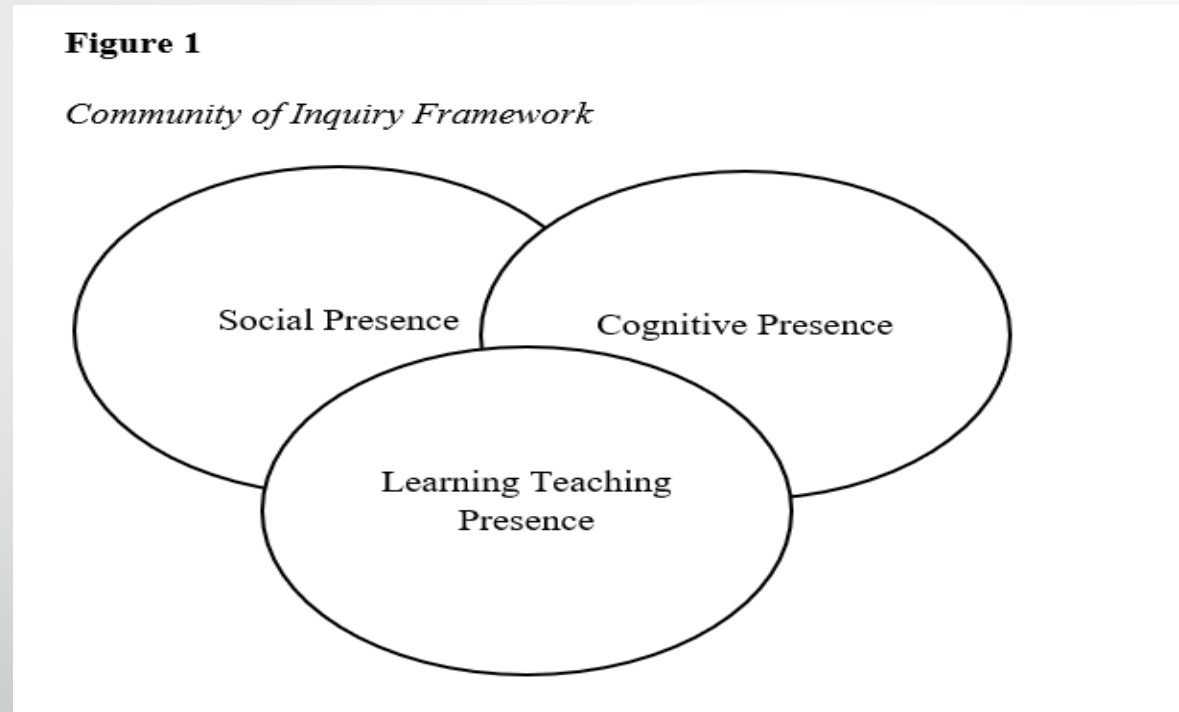 Figure 1
Community of Inquiry Framework
Social Presence
Cognitive Presence
Learning Teaching
Presence